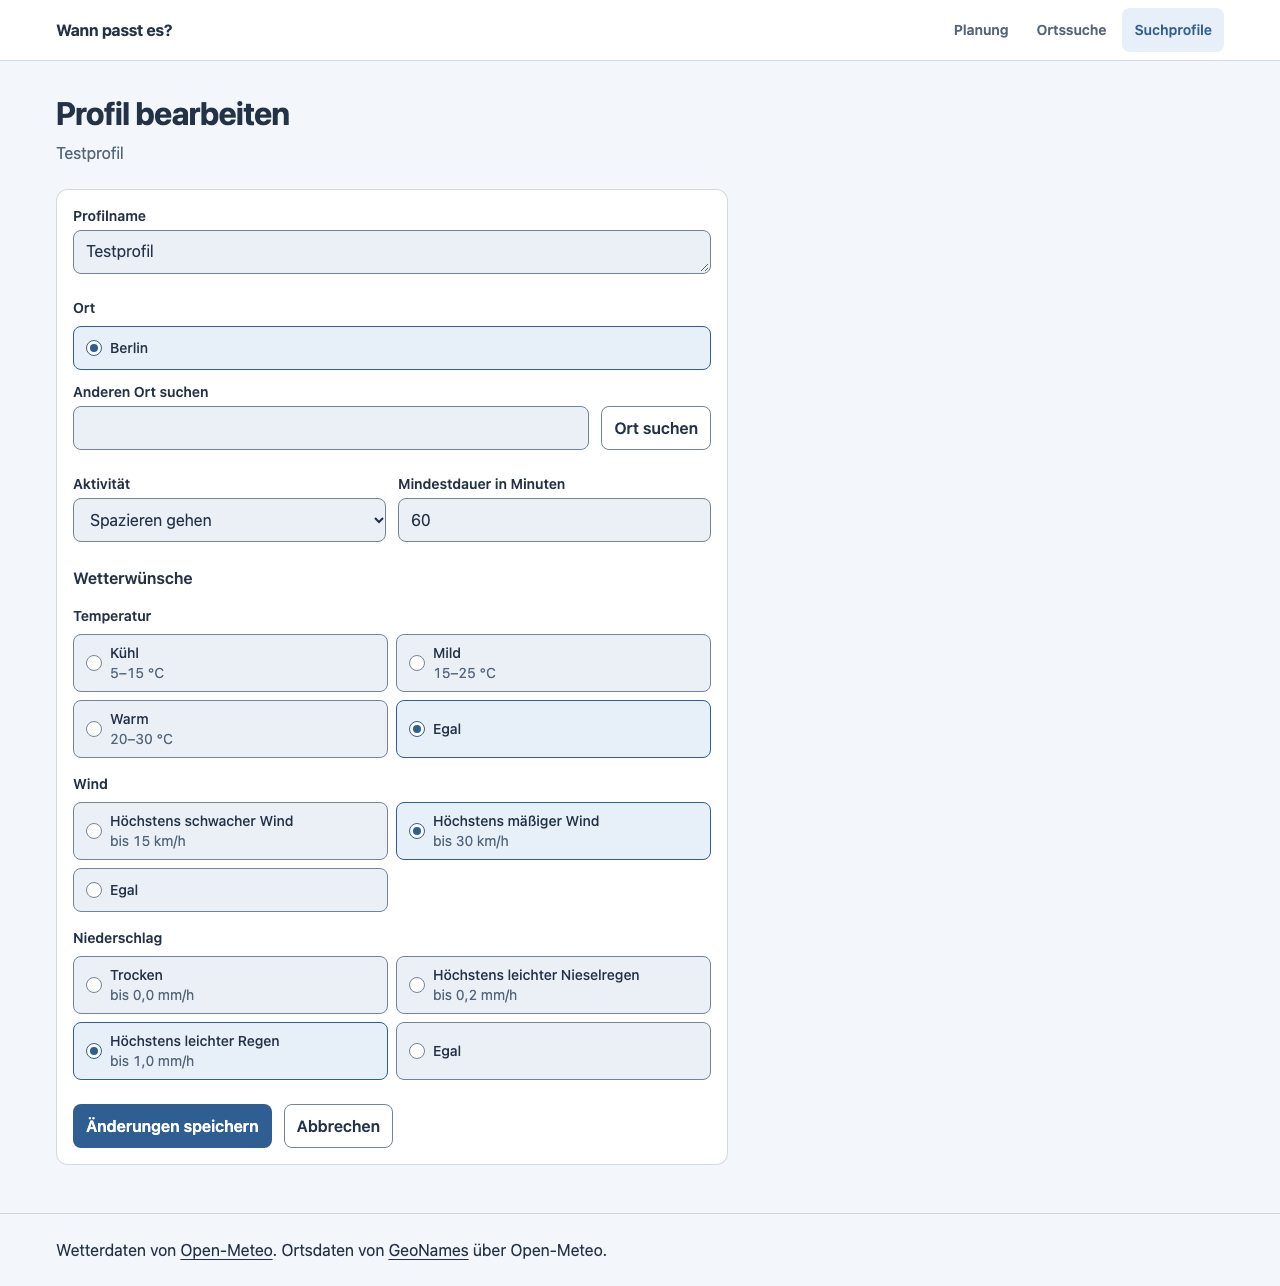 Wann passt es?
Planung
Ortssuche
Suchprofile
Profil bearbeiten
Testprofil
Profilname
Testprofil
Ort
Berlin
Anderen Ort suchen
Ort suchen
Aktivität
Mindestdauer in Minuten
Spazieren gehen
60
Wetterwünsche
Temperatur
Kühl
5–15 °C
Mild
15–25 °C
Warm
20–30 °C
Egal
Wind
Höchstens schwacher Wind
bis 15 km/h
Höchstens mäßiger Wind
bis 30 km/h
Egal
Niederschlag
Trocken
bis 0,0 mm/h
Höchstens leichter Nieselregen
bis 0,2 mm/h
Höchstens leichter Regen
bis 1,0 mm/h
Egal
Änderungen speichern
Abbrechen
Wetterdaten von Open-Meteo. Ortsdaten von GeoNames über Open-Meteo.